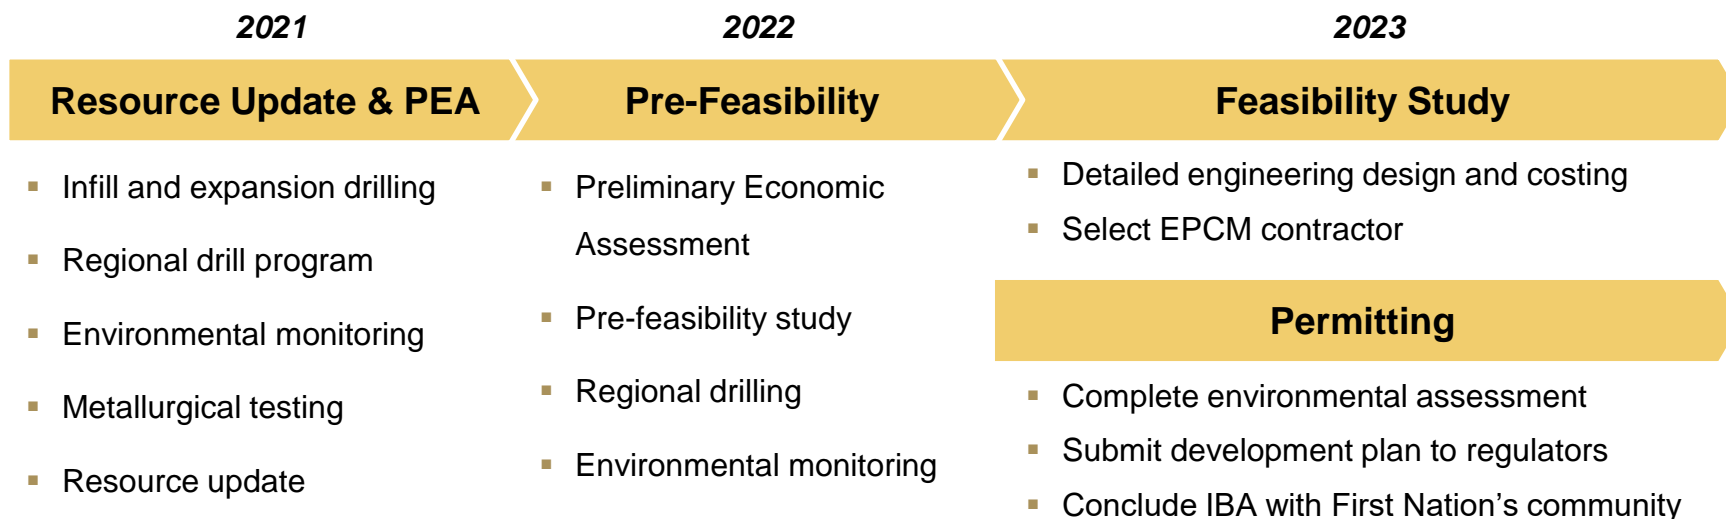 2021
Resource Update & PEA
▪ Infill and expansion drilling
▪ Regional drill program
▪ Environmental monitoring
▪ Metallurgical testing
▪ Resource update
2022
Pre-Feasibility
▪ Preliminary Economic
Assessment
▪ Pre-feasibility study
▪ Regional drilling
▪ Environmental monitoring
2023
Feasibility Study
▪ Detailed engineering design and costing
▪ Select EPCM contractor
Permitting
▪ Complete environmental assessment
▪ Submit development plan to regulators
▪ Conclude IBA with First Nation’s community